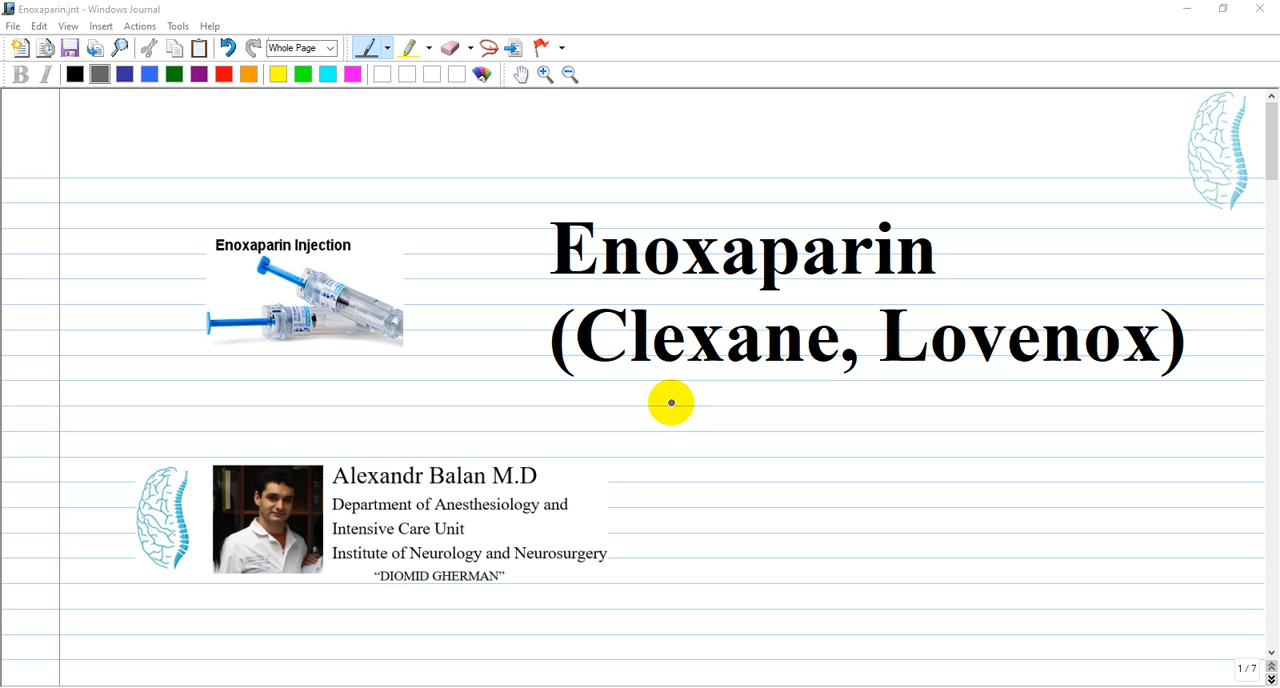 Enoxaparin.jnt - Windows Journal
File Edit View Insert Actions Tools Help
Whole Page
B I
Enoxaparin Injection
Enoxaparin
(Clexane, Lovenox)
Alexandr Balan M.D
Department of Anesthesiology and
Intensive Care Unit
Institute of Neurology and Neurosurgery
“DIOMID GHERMAN”
1 / 7